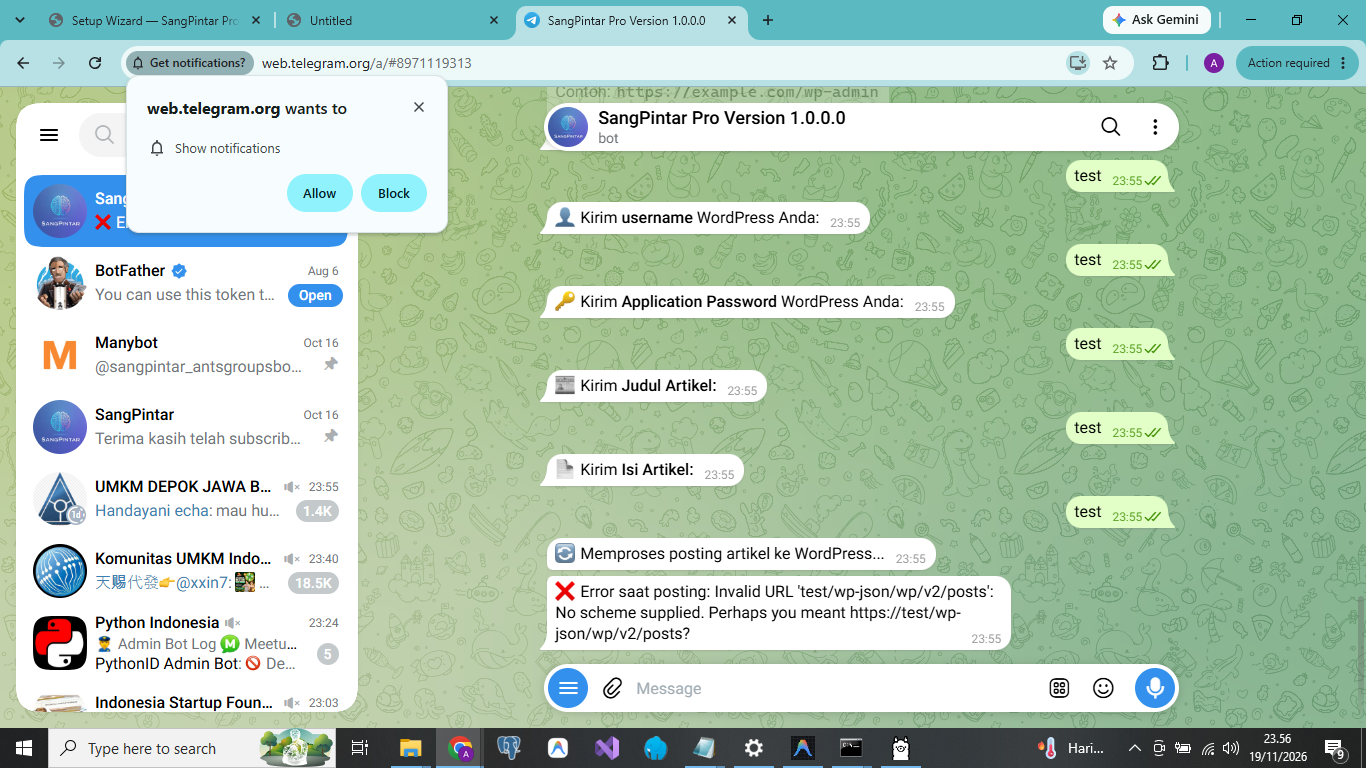 Setup Wizard — SangPintar Pro
Untitled
SangPintar Pro Version 1.0.0.0
Ask Gemini
Get notifications?
web.telegram.org/a/#8971119313
A
Action required
web.telegram.org wants to
Show notifications
Allow
Block
Sang
❌ E
BotFather
Aug 6
You can use this token t...
Open
Manybot
Oct 16
@sangpintar_antsgroupsbo...
SangPintar
Oct 16
Terima kasih telah subscrib...
UMKM DEPOK JAWA B...
23:55
Handayani echa: mau hu...
1.4K
Komunitas UMKM Indo...
23:40
天赐代發👉@xxin7: ...
18.5K
Python Indonesia
23:24
Admin Bot Log Ⓜ Meetu...
PythonID Admin Bot: 🚫 De...
5
Indonesia Startup Foun...
23:03
Contoh: https://example.com/wp-admin
SangPintar Pro Version 1.0.0.0
bot
test 23:55
👤 Kirim username WordPress Anda: 23:55
test 23:55
🔑 Kirim Application Password WordPress Anda: 23:55
test 23:55
📰 Kirim Judul Artikel: 23:55
test 23:55
📄 Kirim Isi Artikel: 23:55
test 23:55
🔄 Memproses posting artikel ke WordPress... 23:55
❌ Error saat posting: Invalid URL 'test/wp-json/wp/v2/posts':
No scheme supplied. Perhaps you meant https://test/wp-
json/wp/v2/posts?
23:55
Message
Type here to search
Hari...
23.56
19/11/2026
9